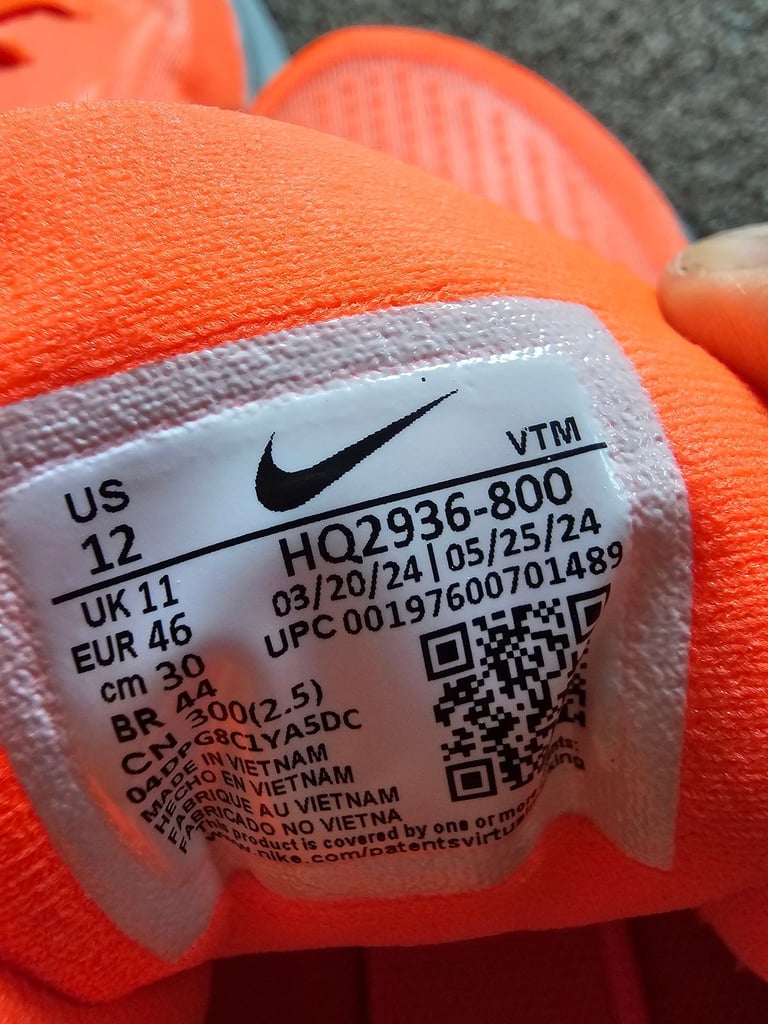 VTM
US
12
HQ2936-800
03/20/24 | 05/25/24
UPC 00197600701489
UK 11
EUR 46
cm 30
BR 44
CN 300(2.5)
04DPG8C1YA5DC
MADE IN VIETNAM
HECHO EN VIETNAM
FABRIQUE AU VIETNAM
FABRICADO NO VIETNA
This product is covered by one or more
www.nike.com/patentsvirtua